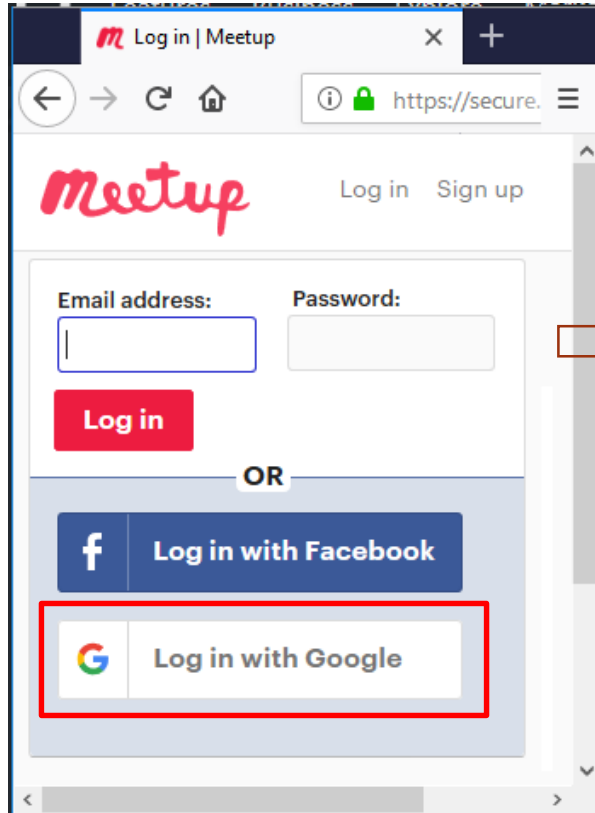 Log in | Meetup
https://secure.
Meetup
Log in Sign up
Email address: Password:
Log in
OR
f Log in with Facebook
G Log in with Google